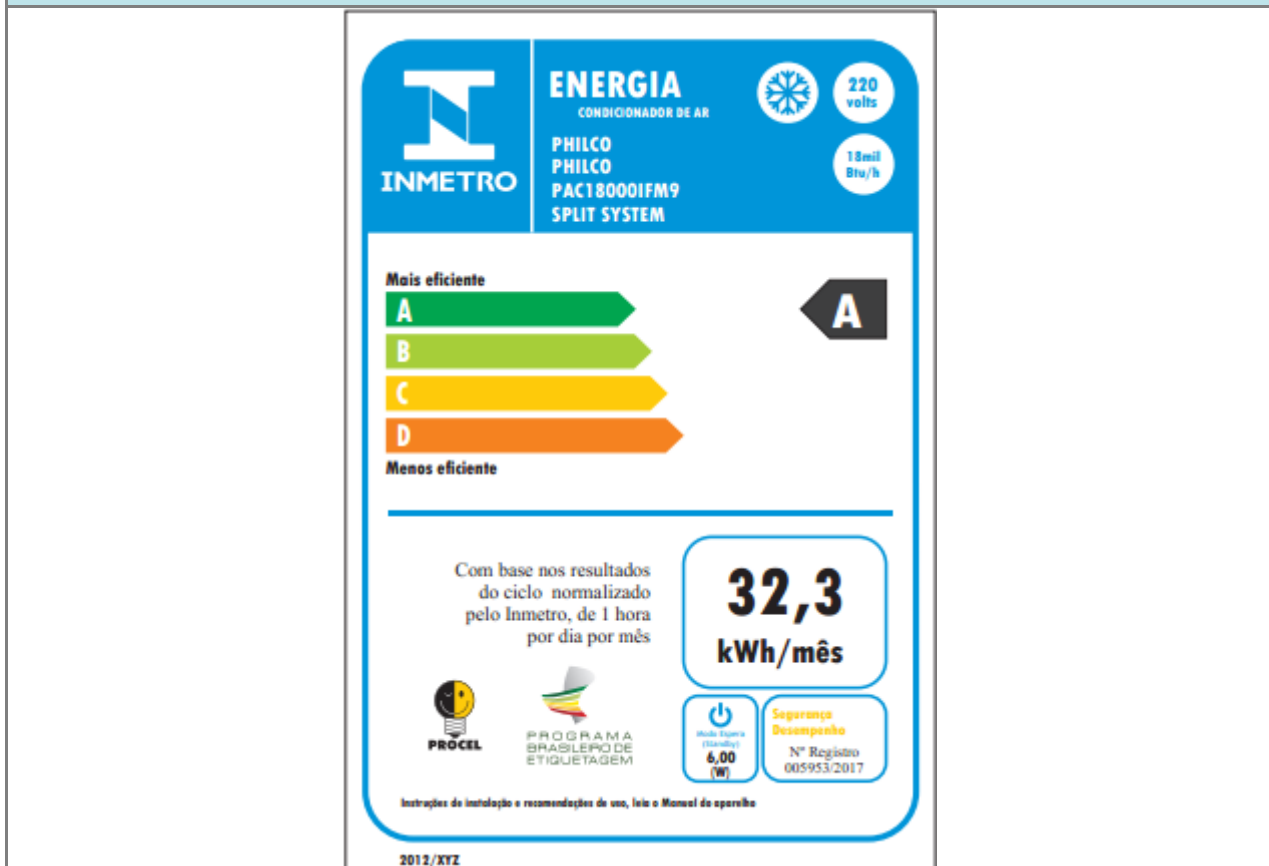 INMETRO
ENERGIA
CONDICIONADOR DE AR
220
volts
18mil
Btu/h
PHILCO
PHILCO
PAC18000IFM9
SPLIT SYSTEM
Mais eficiente
A
A
B
C
D
Menos eficiente
Com base nos resultados
do ciclo normalizado
pelo Inmetro, de 1 hora
por dia por mês
32,3
kWh/mês
PROCEL
PROGRAMA
BRASILEIRO DE
ETIQUETAGEM
Modo Espera
(Standby)
6,00
(W)
Segurança
Desempenho
Nº Registro
005953/2017
Instruções de instalação e recomendações de uso, leia o Manual do aparelho
2012/XYZ